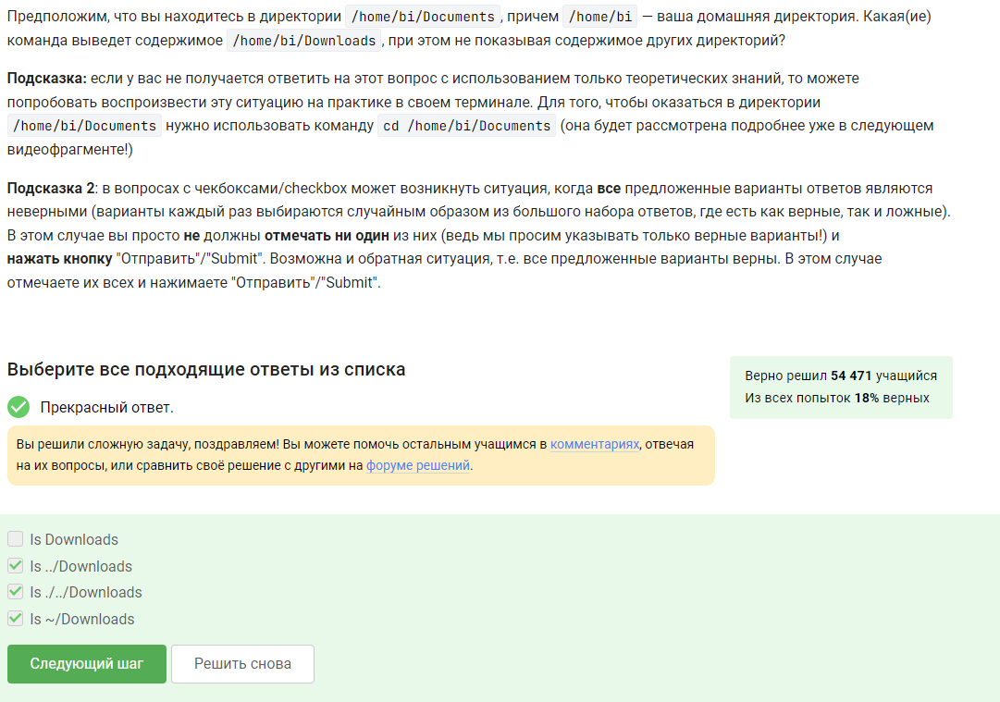 Предположим, что вы находитесь в директории /home/bi/Documents, причем /home/bi — ваша домашняя директория. Какая(ие)
команда выведет содержимое /home/bi/Downloads, при этом не показывая содержимое других директорий?
Подсказка: если у вас не получается ответить на этот вопрос с использованием только теоретических знаний, то можете
попробовать воспроизвести эту ситуацию на практике в своем терминале. Для того, чтобы оказаться в директории
/home/bi/Documents нужно использовать команду cd /home/bi/Documents (она будет рассмотрена подробнее уже в следующем
видеофрагменте!)
Подсказка 2: в вопросах с чекбоксами/checkbox может возникнуть ситуация, когда все предложенные варианты ответов являются
неверными (варианты каждый раз выбираются случайным образом из большого набора ответов, где есть как верные, так и ложные).
В этом случае вы просто не должны отмечать ни один из них (ведь мы просим указывать только верные варианты!) и
нажать кнопку "Отправить"/"Submit". Возможна и обратная ситуация, т.е. все предложенные варианты верны. В этом случае
отмечаете их всех и нажимаете "Отправить"/"Submit".
Выберите все подходящие ответы из списка
Верно решил 54 471 учащийся
Из всех попыток 18% верных
Прекрасный ответ.
Вы решили сложную задачу, поздравляем! Вы можете помочь остальным учащимся в комментариях, отвечая
на их вопросы, или сравнить своё решение с другими на форуме решений.
ls Downloads
ls ../Downloads
ls ./../Downloads
ls ~/Downloads
Следующий шаг
Решить снова